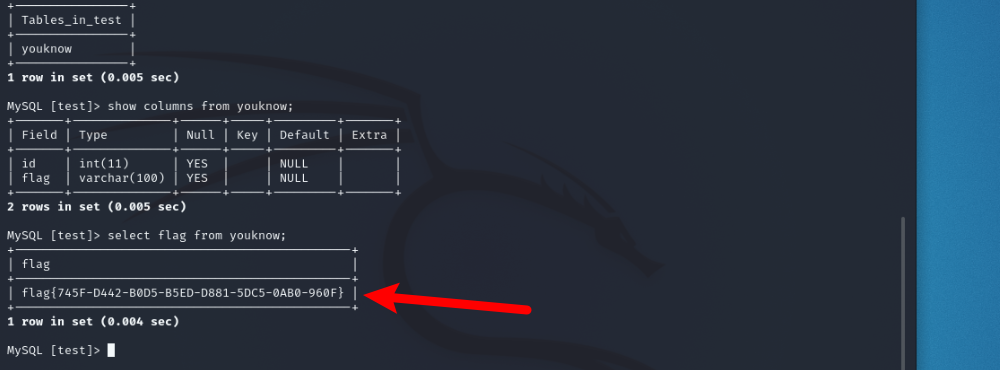 +---------------+
| Tables_in_test |
+---------------+
| youknow        |
+---------------+
1 row in set (0.005 sec)
MySQL [test]> show columns from youknow;
+-------+--------------+------+-----+---------+-------+
| Field | Type         | Null | Key | Default | Extra |
+-------+--------------+------+-----+---------+-------+
| id    | int(11)      | YES  |     | NULL    |       |
| flag  | varchar(100) | YES  |     | NULL    |       |
+-------+--------------+------+-----+---------+-------+
2 rows in set (0.005 sec)
MySQL [test]> select flag from youknow;
+-----------------------------------------------+
| flag                                          |
+-----------------------------------------------+
| flag{745F-D442-B0D5-B5ED-D881-5DC5-0AB0-960F} |
+-----------------------------------------------+
1 row in set (0.004 sec)
MySQL [test]>